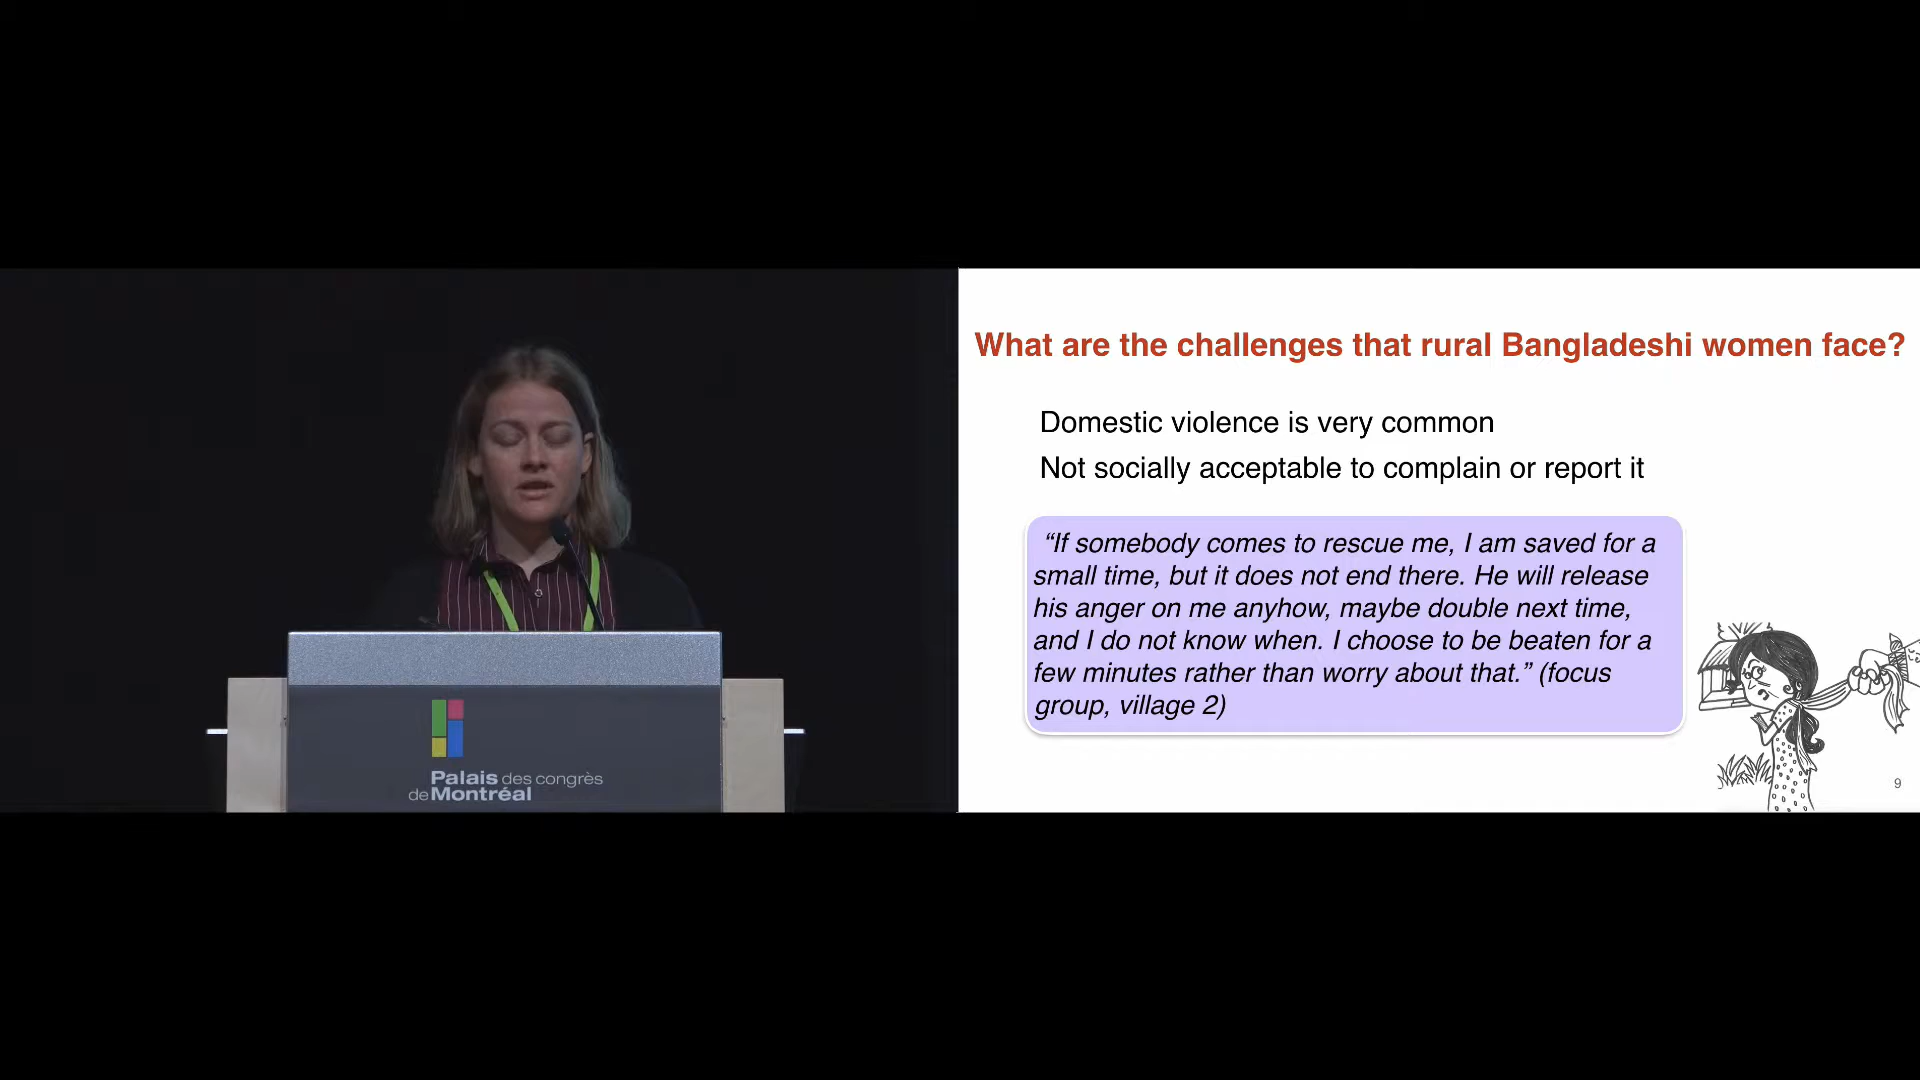 What are the challenges that rural Bangladeshi women face?
Domestic violence is very common
Not socially acceptable to complain or report it
“If somebody comes to rescue me, I am saved for a
small time, but it does not end there. He will release
his anger on me anyhow, maybe double next time,
and I do not know when. I choose to be beaten for a
few minutes rather than worry about that.” (focus
group, village 2)
9
Palais des congrès
de Montréal